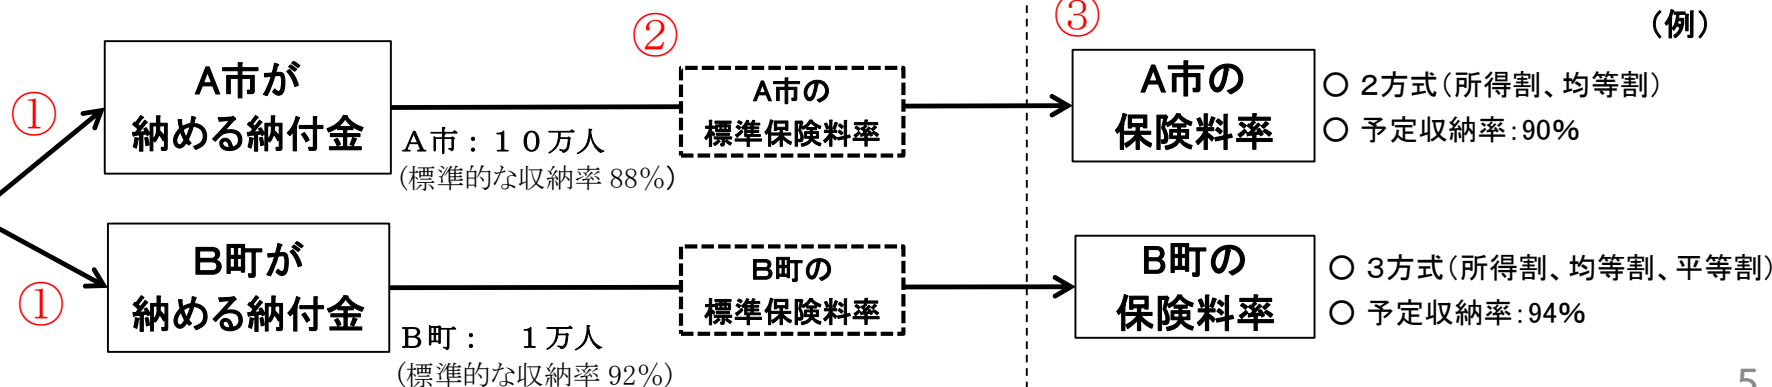 (例)
①
A市が
納める納付金
A市：１０万人
(標準的な収納率 88%)
②
A市の
標準保険料率
③
A市の
保険料率
○ 2方式(所得割、均等割)
○ 予定収納率：90%
①
B町が
納める納付金
B町：　１万人
(標準的な収納率 92%)
B町の
標準保険料率
B町の
保険料率
○ 3方式(所得割、均等割、平等割)
○ 予定収納率：94%
5